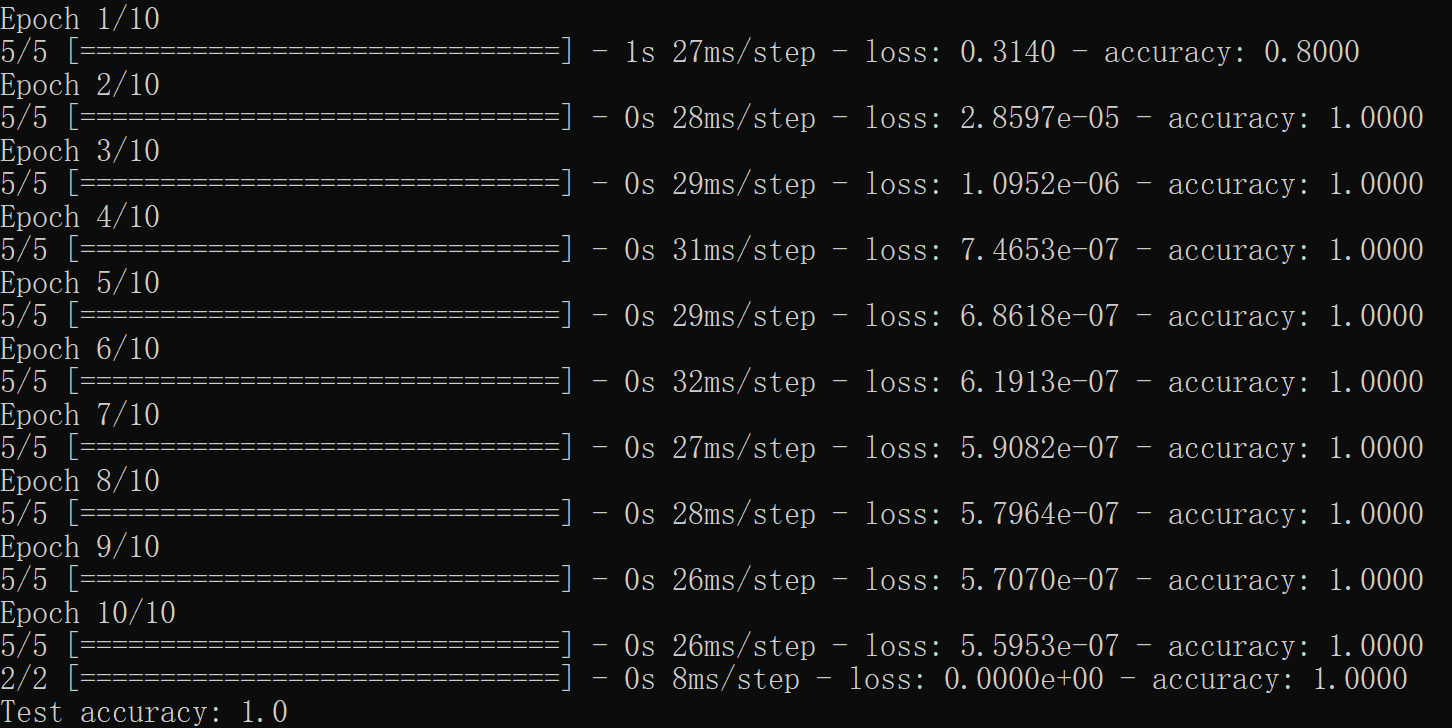 Epoch 1/10
5/5 [==============================] - 1s 27ms/step - loss: 0.3140 - accuracy: 0.8000
Epoch 2/10
5/5 [==============================] - 0s 28ms/step - loss: 2.8597e-05 - accuracy: 1.0000
Epoch 3/10
5/5 [==============================] - 0s 29ms/step - loss: 1.0952e-06 - accuracy: 1.0000
Epoch 4/10
5/5 [==============================] - 0s 31ms/step - loss: 7.4653e-07 - accuracy: 1.0000
Epoch 5/10
5/5 [==============================] - 0s 29ms/step - loss: 6.8618e-07 - accuracy: 1.0000
Epoch 6/10
5/5 [==============================] - 0s 32ms/step - loss: 6.1913e-07 - accuracy: 1.0000
Epoch 7/10
5/5 [==============================] - 0s 27ms/step - loss: 5.9082e-07 - accuracy: 1.0000
Epoch 8/10
5/5 [==============================] - 0s 28ms/step - loss: 5.7964e-07 - accuracy: 1.0000
Epoch 9/10
5/5 [==============================] - 0s 26ms/step - loss: 5.7070e-07 - accuracy: 1.0000
Epoch 10/10
5/5 [==============================] - 0s 26ms/step - loss: 5.5953e-07 - accuracy: 1.0000
2/2 [==============================] - 0s 8ms/step - loss: 0.0000e+00 - accuracy: 1.0000
Test accuracy: 1.0